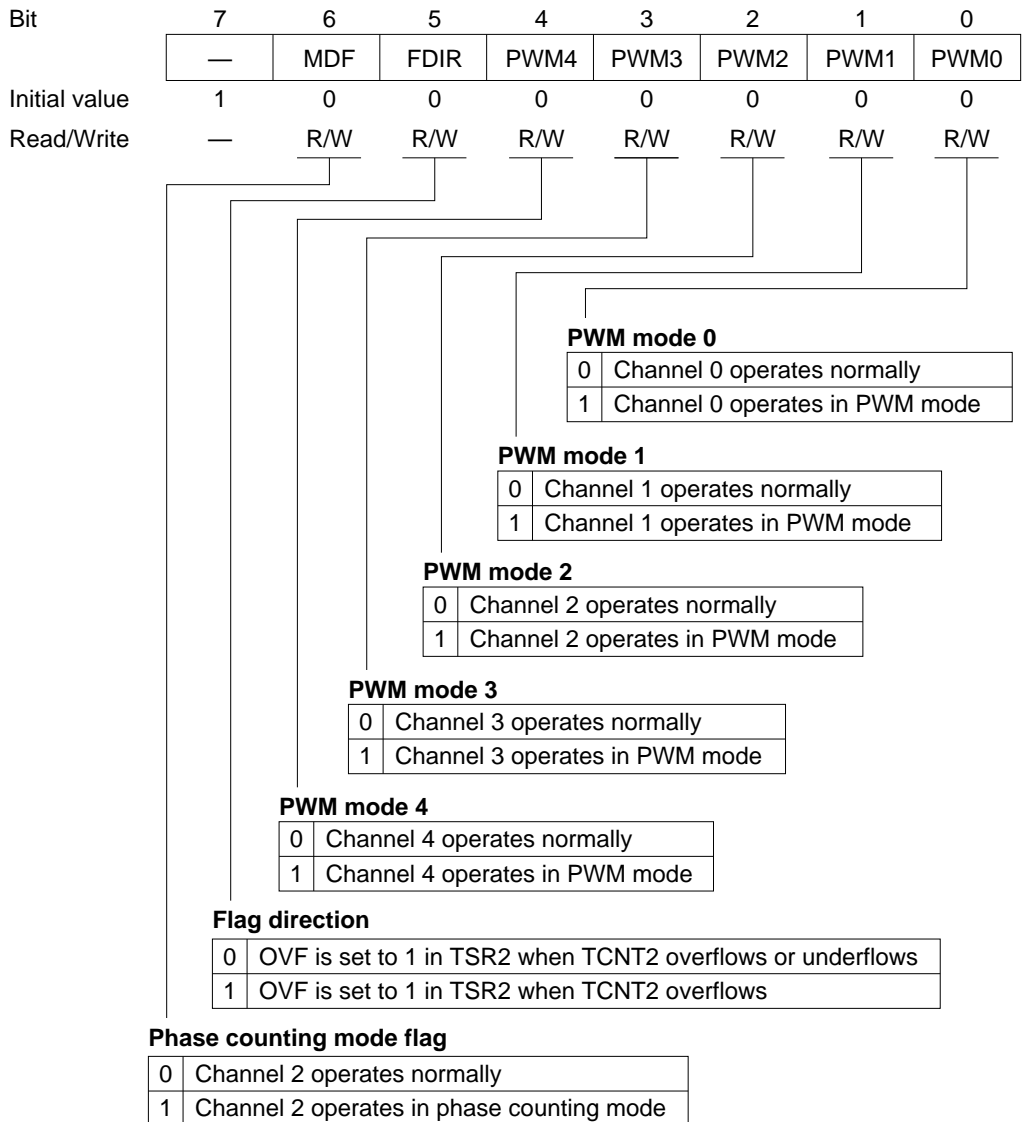 Bit 7 6 5 4 3 2 1 0
— MDF FDIR PWM4 PWM3 PWM2 PWM1 PWM0
Initial value 1 0 0 0 0 0 0 0
Read/Write — R/W R/W R/W R/W R/W R/W R/W
PWM mode 0
0 Channel 0 operates normally
1 Channel 0 operates in PWM mode
PWM mode 1
0 Channel 1 operates normally
1 Channel 1 operates in PWM mode
PWM mode 2
0 Channel 2 operates normally
1 Channel 2 operates in PWM mode
PWM mode 3
0 Channel 3 operates normally
1 Channel 3 operates in PWM mode
PWM mode 4
0 Channel 4 operates normally
1 Channel 4 operates in PWM mode
Flag direction
0 OVF is set to 1 in TSR2 when TCNT2 overflows or underflows
1 OVF is set to 1 in TSR2 when TCNT2 overflows
Phase counting mode flag
0 Channel 2 operates normally
1 Channel 2 operates in phase counting mode